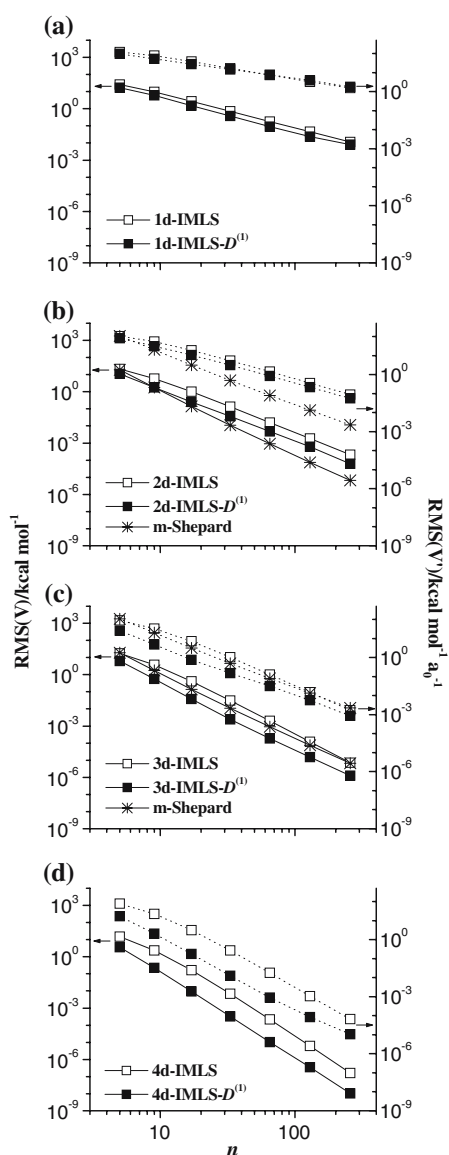 (a)
10³
10⁰
10⁻³
10⁻⁶
10⁻⁹
10⁰
10⁻³
10⁻⁶
10⁻⁹
1d-IMLS
1d-IMLS-D⁽¹⁾
(b)
10³
10⁰
10⁻³
10⁻⁶
10⁻⁹
10⁰
10⁻³
10⁻⁶
10⁻⁹
2d-IMLS
2d-IMLS-D⁽¹⁾
m-Shepard
RMS(V)/kcal mol⁻¹
RMS(V')/kcal mol⁻¹ a₀⁻¹
(c)
10³
10⁰
10⁻³
10⁻⁶
10⁻⁹
10⁰
10⁻³
10⁻⁶
10⁻⁹
3d-IMLS
3d-IMLS-D⁽¹⁾
m-Shepard
(d)
10³
10⁰
10⁻³
10⁻⁶
10⁻⁹
10⁰
10⁻³
10⁻⁶
10⁻⁹
4d-IMLS
4d-IMLS-D⁽¹⁾
10
100
n